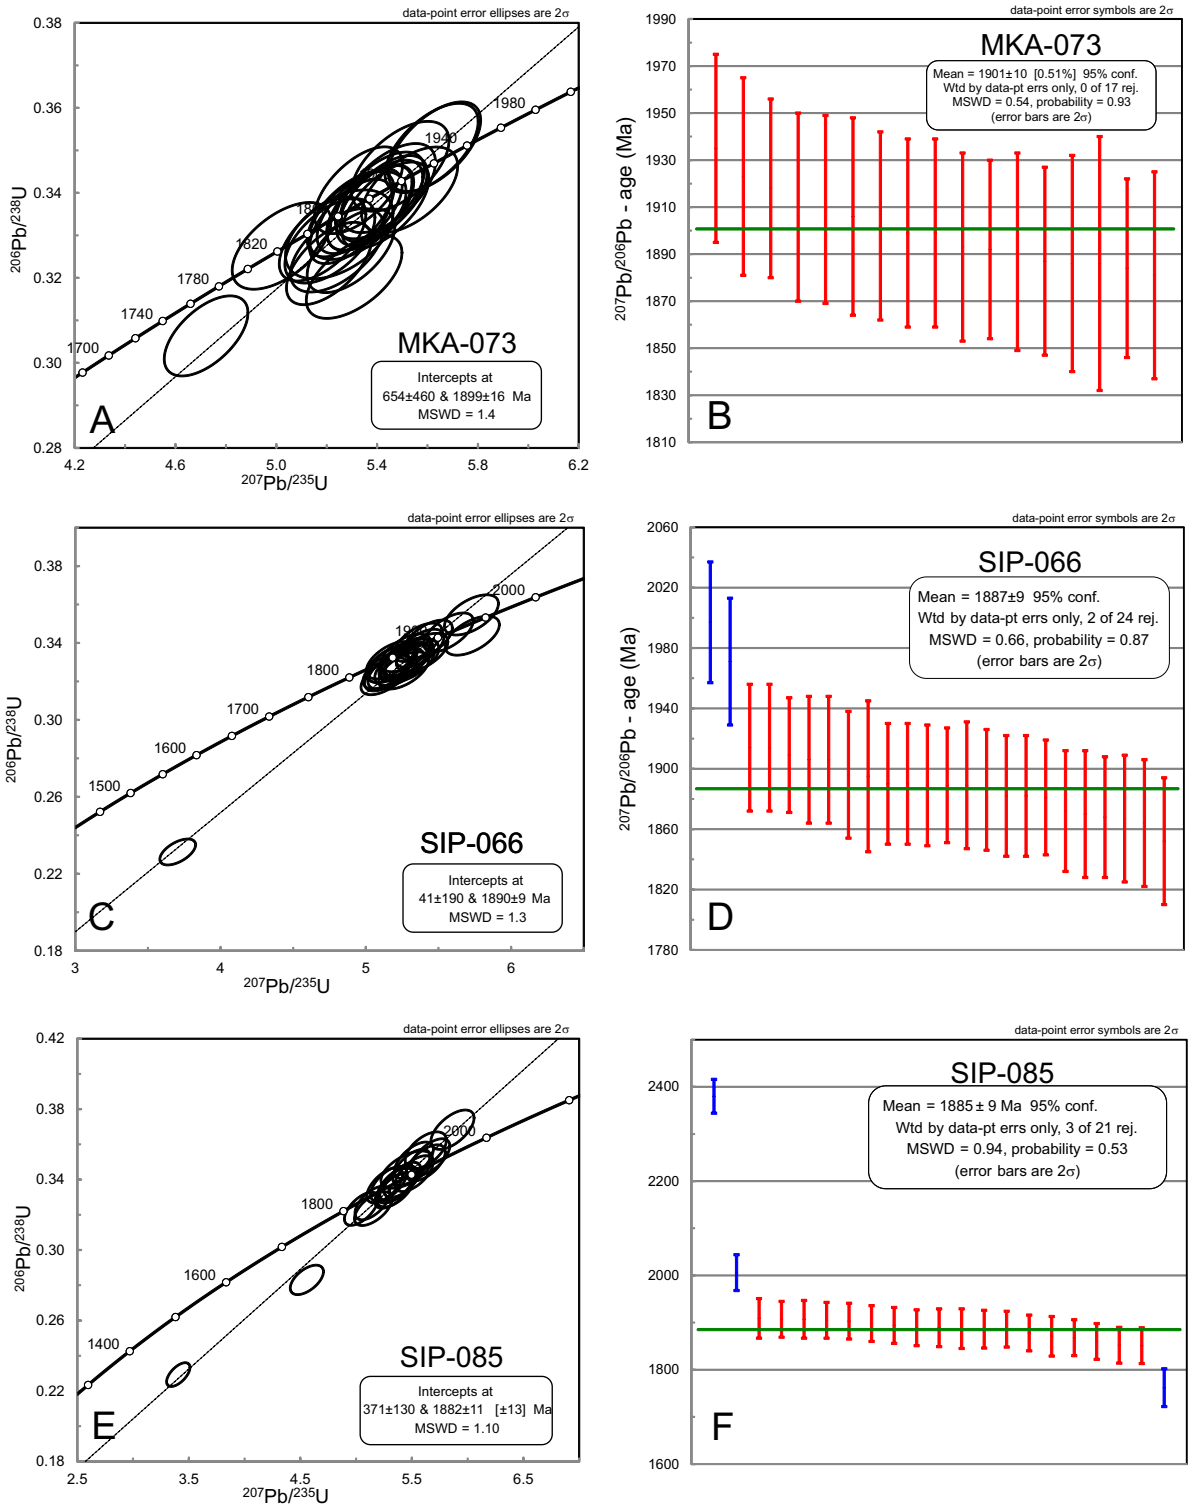 data-point error ellipses are 2σ
0.38
0.36
0.34
0.32
0.30
0.28
206Pb/238U
1700
1740
1780
1820
1940
1980
MKA-073
Intercepts at
654±460 & 1899±16 Ma
MSWD = 1.4
A
4.2 4.6 5.0 5.4 5.8 6.2
207Pb/235U
data-point error symbols are 2σ
1990
1970
1950
1930
1910
1890
1870
1850
1830
1810
207Pb/206Pb - age (Ma)
MKA-073
Mean = 1901±10 [0.51%] 95% conf.
Wtd by data-pt errs only, 0 of 17 rej.
MSWD = 0.54, probability = 0.93
(error bars are 2σ)
B
data-point error ellipses are 2σ
0.38
0.34
0.30
0.26
0.22
0.18
206Pb/238U
1500
1600
1700
1800
2000
SIP-066
Intercepts at
41±190 & 1890±9 Ma
MSWD = 1.3
C
3 4 5 6
207Pb/235U
data-point error symbols are 2σ
2060
2020
1980
1940
1900
1860
1820
1780
207Pb/206Pb - age (Ma)
SIP-066
Mean = 1887±9 95% conf.
Wtd by data-pt errs only, 2 of 24 rej.
MSWD = 0.66, probability = 0.87
(error bars are 2σ)
D
data-point error ellipses are 2σ
0.42
0.38
0.34
0.30
0.26
0.22
0.18
206Pb/238U
1400
1600
1800
2000
SIP-085
Intercepts at
371±130 & 1882±11 [±13] Ma
MSWD = 1.10
E
2.5 3.5 4.5 5.5 6.5
207Pb/235U
data-point error symbols are 2σ
2400
2200
2000
1800
1600
SIP-085
Mean = 1885± 9 Ma 95% conf.
Wtd by data-pt errs only, 3 of 21 rej.
MSWD = 0.94, probability = 0.53
(error bars are 2σ)
F